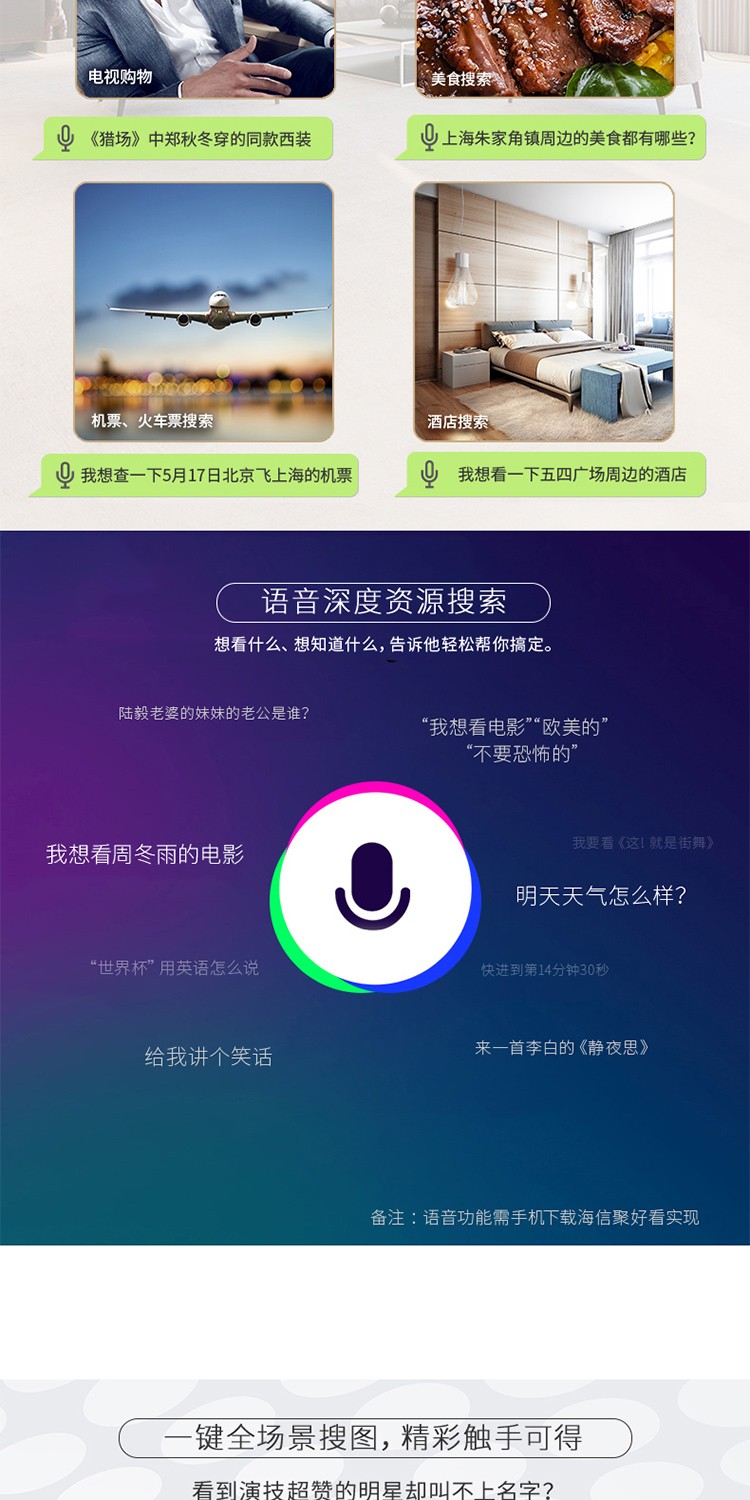 电视购物
美食搜索
《猎场》中郑秋冬穿的同款西装
上海朱家角镇周边的美食都有哪些?
机票、火车票搜索
酒店搜索
我想查一下5月17日北京飞上海的机票
我想看一下五四广场周边的酒店
语音深度资源搜索
想看什么、想知道什么,告诉他轻松帮你搞定。
陆毅老婆的妹妹的老公是谁?
“我想看电影”“欧美的”
“不要恐怖的”
我要看《这! 就是街舞》
我想看周冬雨的电影
明天天气怎么样?
“世界杯” 用英语怎么说
快进到第14分钟30秒
给我讲个笑话
来一首李白的《静夜思》
备注：语音功能需手机下载海信聚好看实现
一键全场景搜图,精彩触手可得
看到演技超赞的明星却叫不上名字?